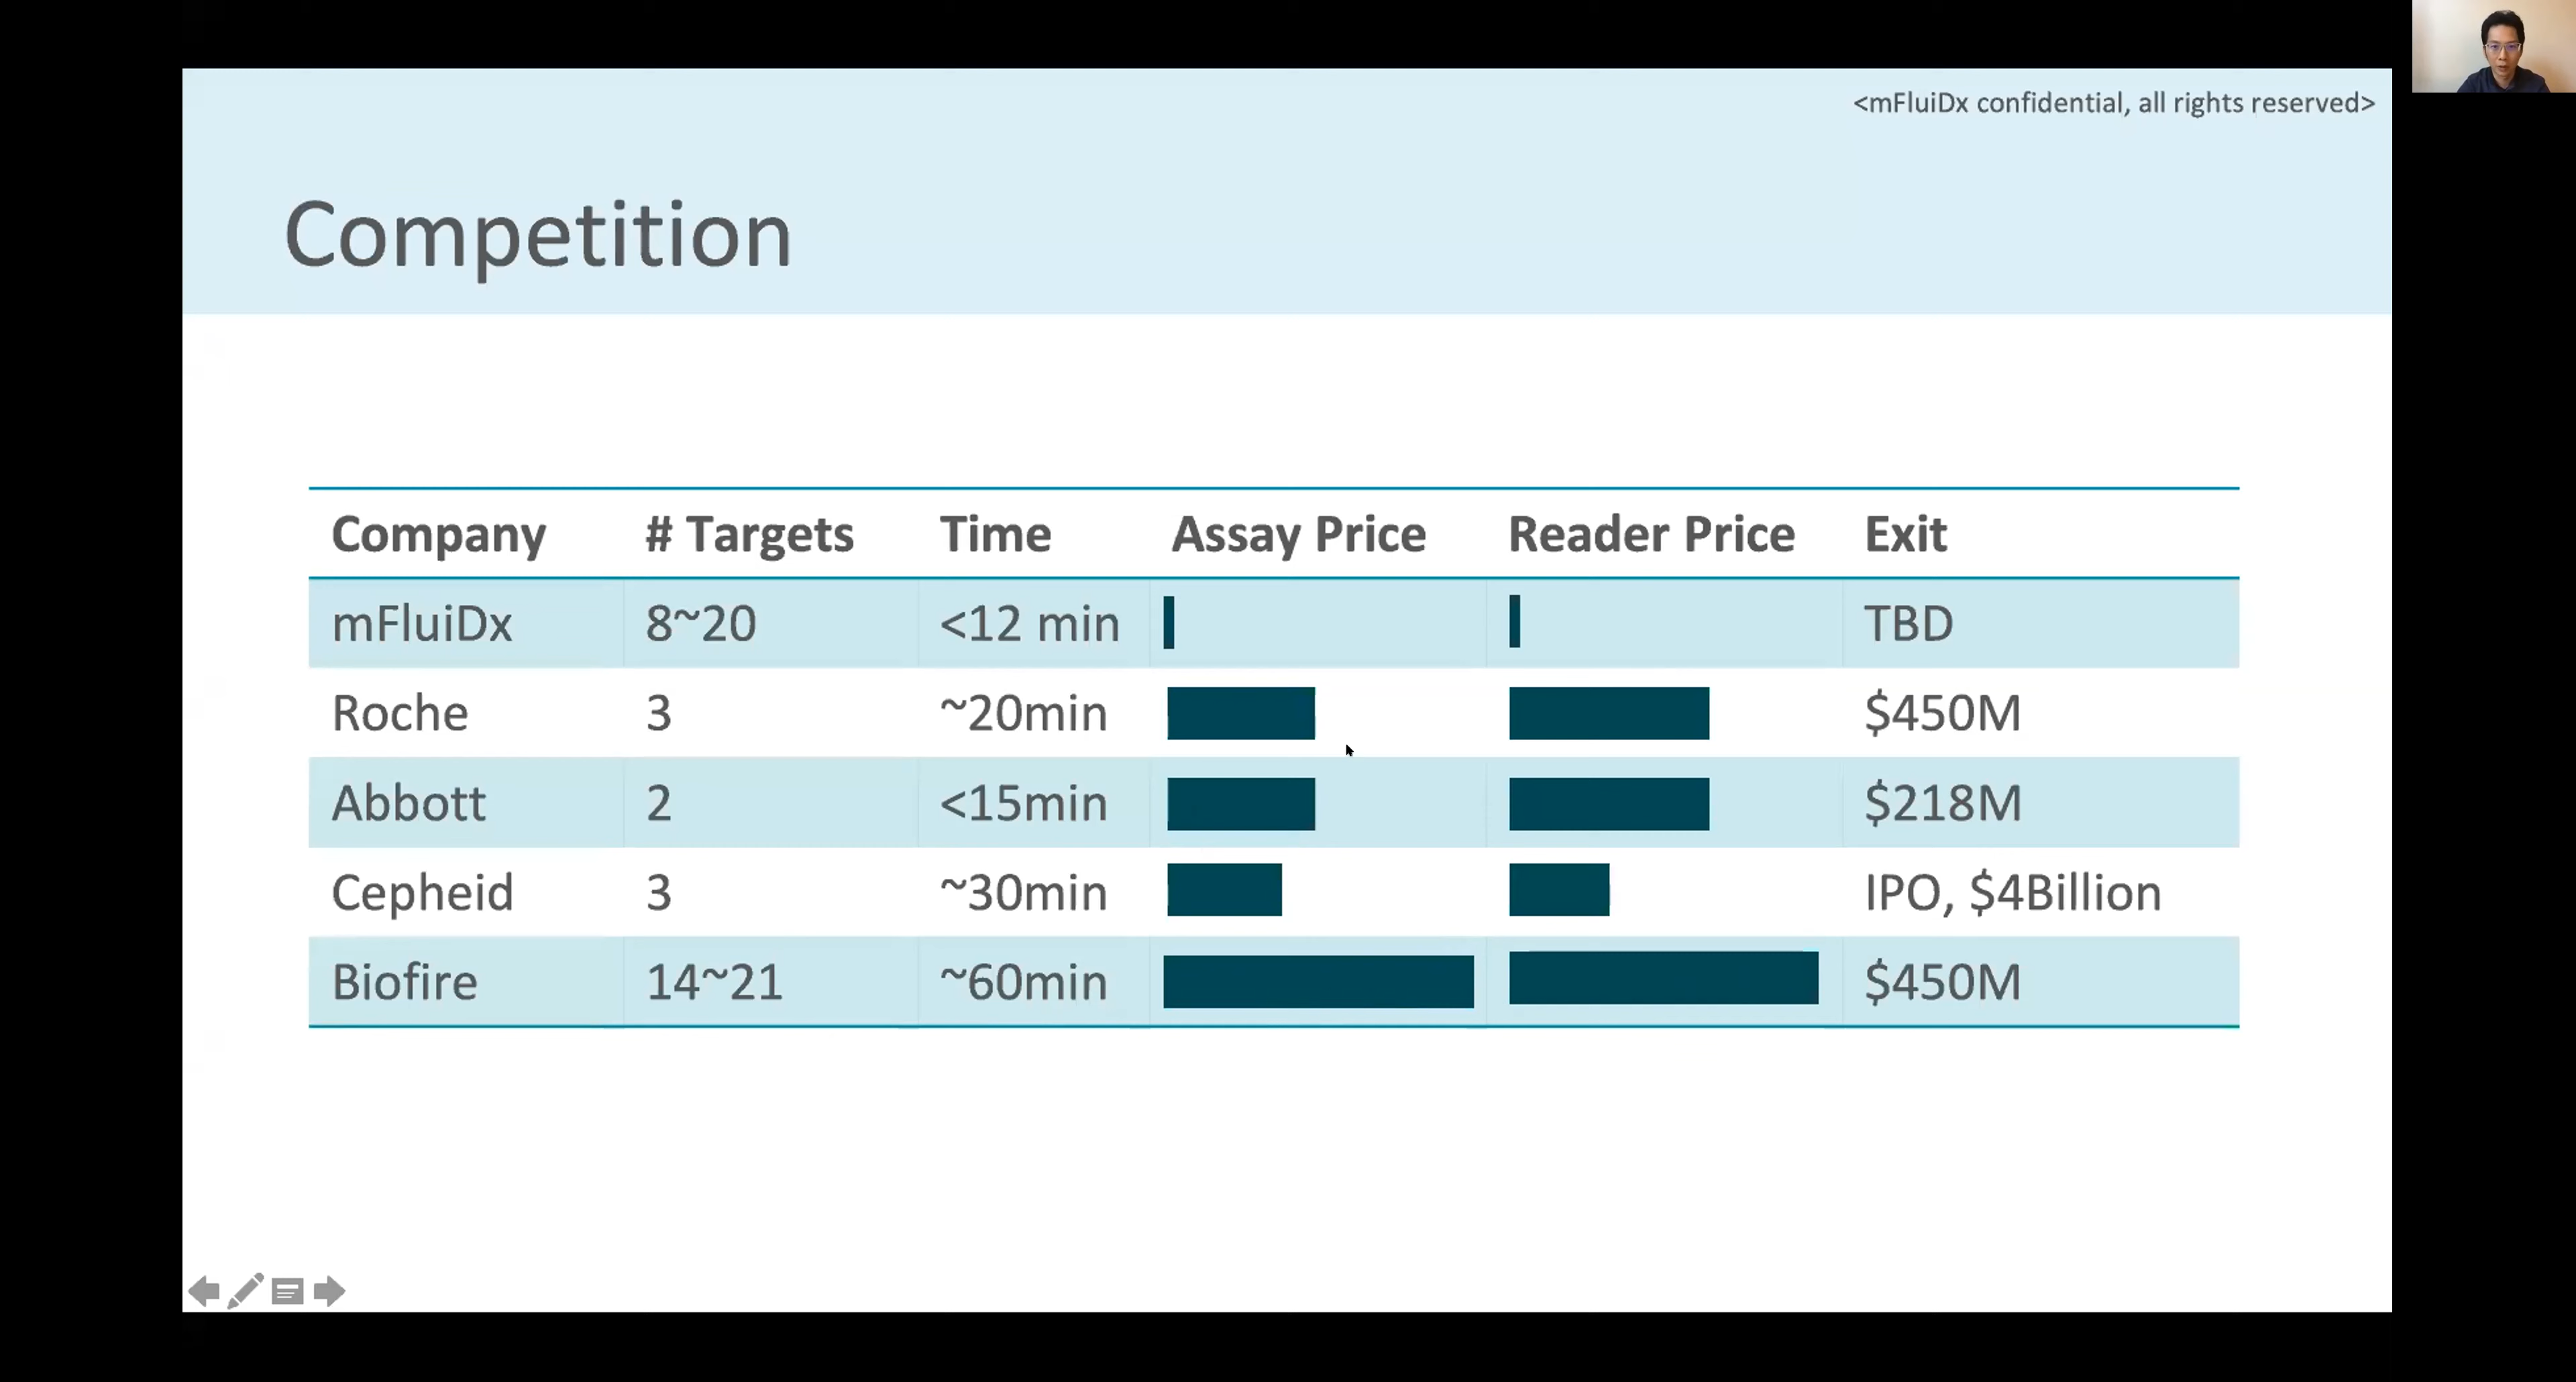 <mFluiDx confidential, all rights reserved>
Competition
Company # Targets Time Assay Price Reader Price Exit
mFluiDx 8~20 <12 min TBD
Roche 3 ~20min $450M
Abbott 2 <15min $218M
Cepheid 3 ~30min IPO, $4Billion
Biofire 14~21 ~60min $450M